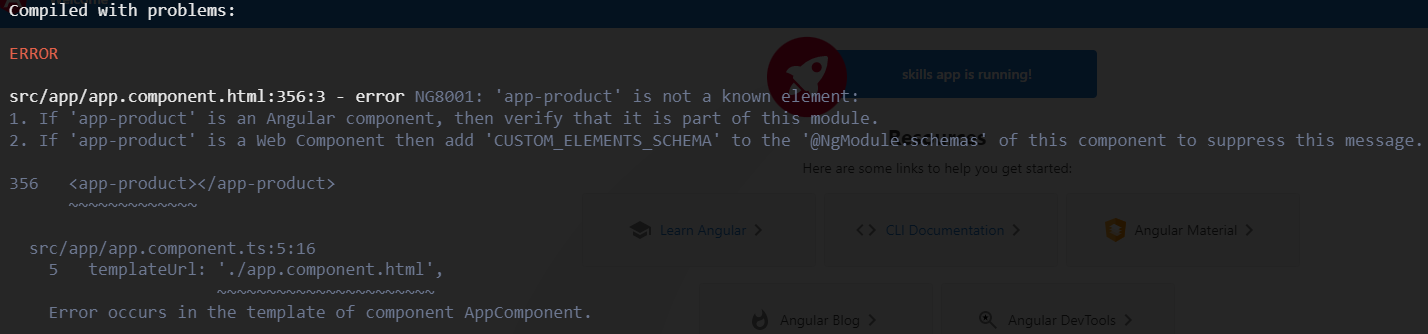 Compiled with problems:
ERROR
skills app is running!
src/app/app.component.html:356:3 - error NG8001: 'app-product' is not a known element:
1. If 'app-product' is an Angular component, then verify that it is part of this module.
2. If 'app-product' is a Web Component then add 'CUSTOM_ELEMENTS_SCHEMA' to the '@NgModule.schemas' of this component to suppress this message.
Resources
Here are some links to help you get started:
356 <app-product></app-product>
~~~~~~~~~~~~~
Learn Angular
CLI Documentation
Angular Material
src/app/app.component.ts:5:16
5 templateUrl: './app.component.html',
~~~~~~~~~~~~~~~~~~~~~~
Error occurs in the template of component AppComponent.
Angular Blog
Angular DevTools